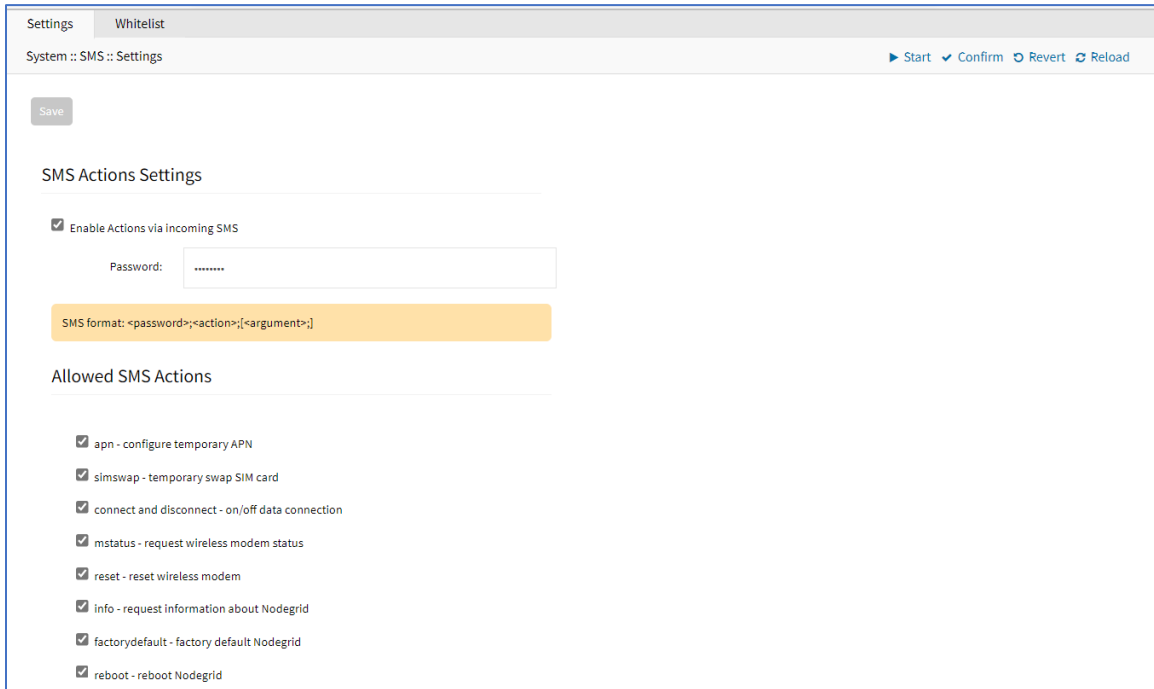 Settings Whitelist
System :: SMS :: Settings Start Confirm Revert Reload
Save
SMS Actions Settings
Enable Actions via incoming SMS
Password: ········
SMS format: <password>;<action>;[<argument>;]
Allowed SMS Actions
apn - configure temporary APN
simswap - temporary swap SIM card
connect and disconnect - on/off data connection
mstatus - request wireless modem status
reset - reset wireless modem
info - request information about Nodegrid
factorydefault - factory default Nodegrid
reboot - reboot Nodegrid